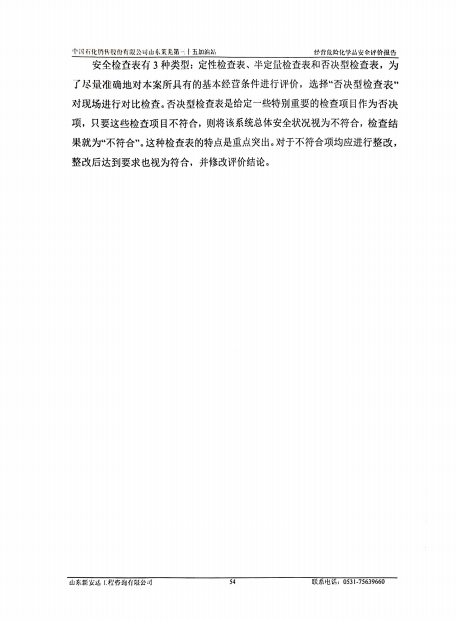 中国石化销售股份有限公司山东莱芜第三十五加油站 经营危险化学品安全评价报告
安全检查表有 3 种类型：定性检查表、半定量检查表和否决型检查表，为
了尽量准确地对本案所具有的基本经营条件进行评价，选择“否决型检查表”
对现场进行对比检查。否决型检查表是给定一些特别重要的检查项目作为否决
项，只要这些检查项目不符合，则将该系统总体安全状况视为不符合，检查结
果就为“不符合”。这种检查表的特点是重点突出。对于不符合项均应进行整改，
整改后达到要求也视为符合，并修改评价结论。
山东新安达工程咨询有限公司 54 联系电话：0531-75639660